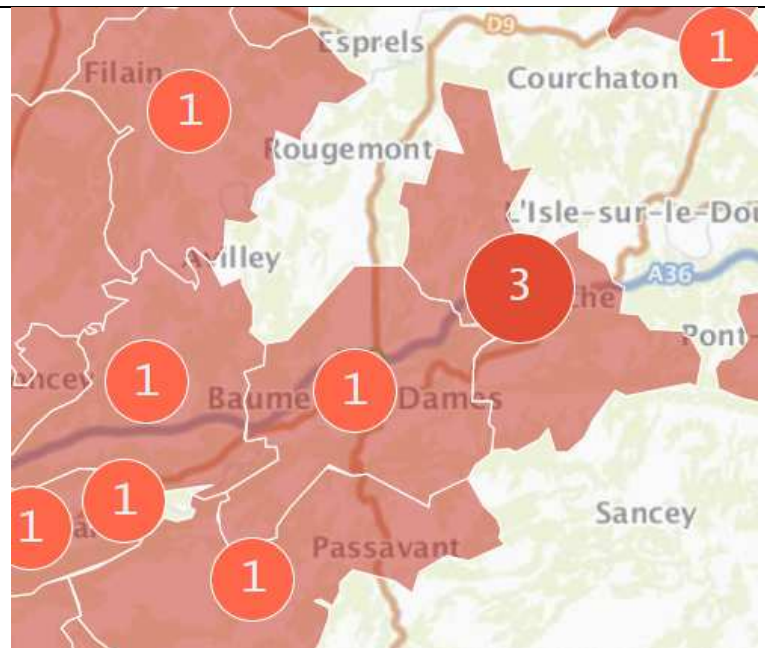 Esprels
D9
1
Filain
1
Courchaton
Rougemont
L'Isle-sur-le-Dou
Avilley
3
A36
Pont-
1
1
Baume
Dames
1
1
Sancey
Passavant
1